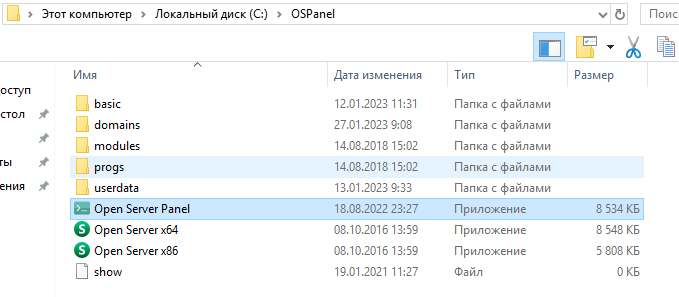 Этот компьютер > Локальный диск (C:) > OSPanel
Имя Дата изменения Тип Размер
basic 12.01.2023 11:31 Папка с файлами
domains 27.01.2023 9:08 Папка с файлами
modules 14.08.2018 15:02 Папка с файлами
progs 14.08.2018 15:02 Папка с файлами
userdata 13.01.2023 9:33 Папка с файлами
Open Server Panel 18.08.2022 23:27 Приложение 8 534 КБ
Open Server x64 08.10.2016 13:59 Приложение 8 548 КБ
Open Server x86 08.10.2016 13:59 Приложение 5 808 КБ
show 19.01.2021 11:27 Файл 0 КБ